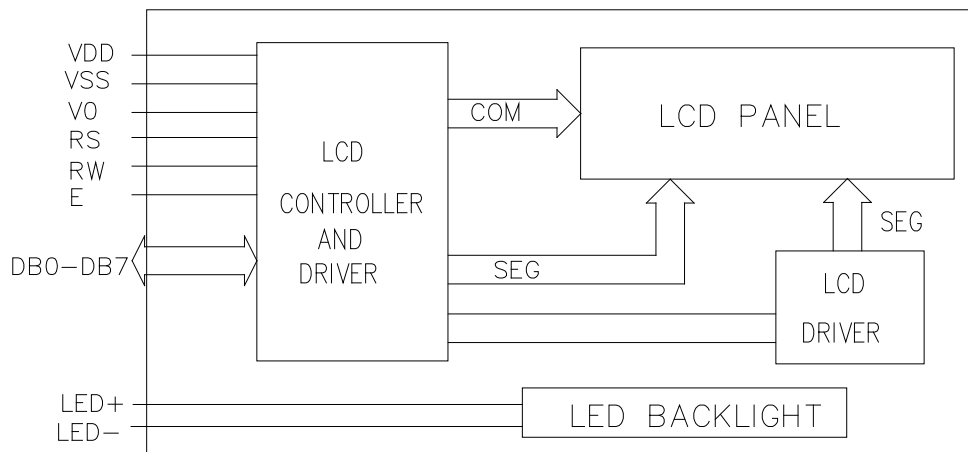 VDD
VSS
V0
RS
RW
E
DB0-DB7
LED+
LED-
LCD
CONTROLLER
AND
DRIVER
COM
SEG
LCD PANEL
SEG
LCD
DRIVER
LED BACKLIGHT